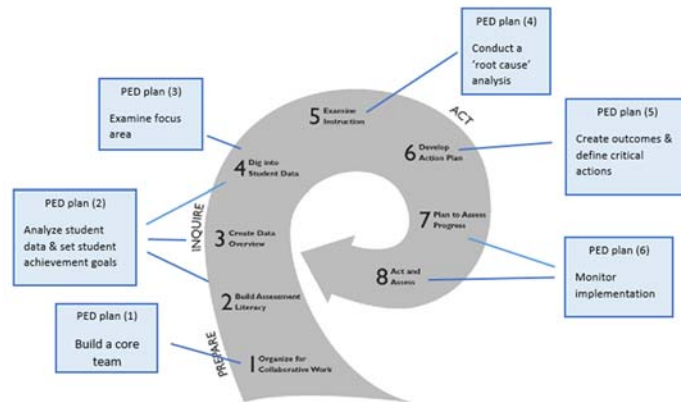 PED plan (4)
Conduct a
‘root cause’
analysis
PED plan (3)
Examine focus
area
5 Examine
Instruction
ACT
PED plan (5)
Create outcomes &
define critical
actions
6 Develop
Action Plan
4 Dig into
Student Data
PED plan (2)
Analyze student
data & set student
achievement goals
INQUIRE
3 Create Data
Overview
7 Plan to Assess
Progress
PED plan (6)
Monitor
implementation
8 Act and
Assess
2 Build Assessment
Literacy
PED plan (1)
Build a core
team
PREPARE
1 Organize for
Collaborative Work